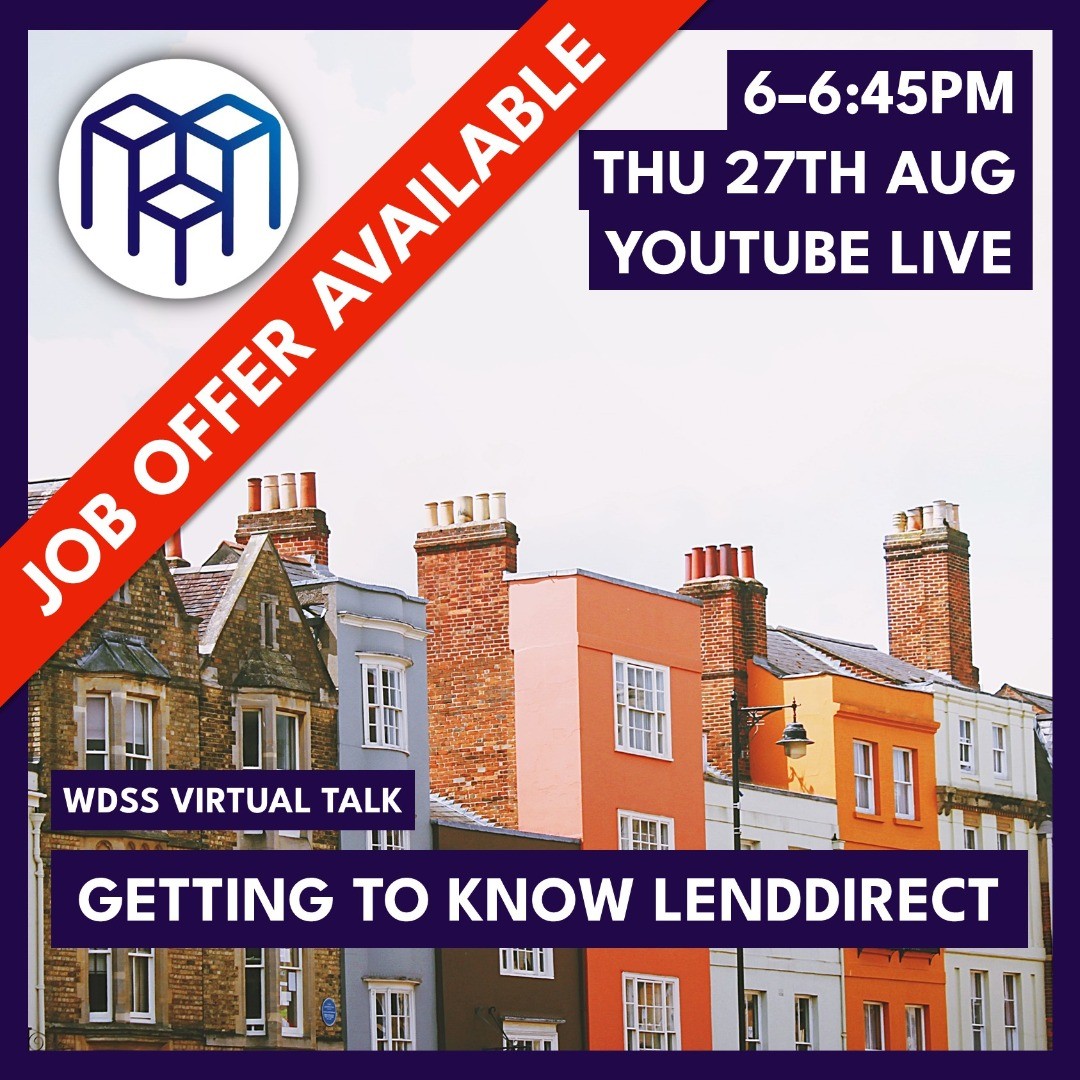 6–6:45PM
THU 27TH AUG
YOUTUBE LIVE
JOB OFFER AVAILABLE
WDSS VIRTUAL TALK
GETTING TO KNOW LENDDIRECT